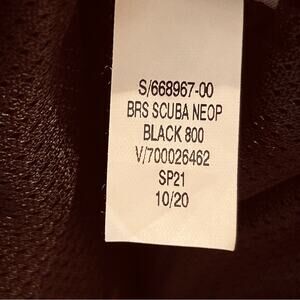 S/668967-00
BRS SCUBA NEOP
BLACK 800
V/700026462
SP21
10/20